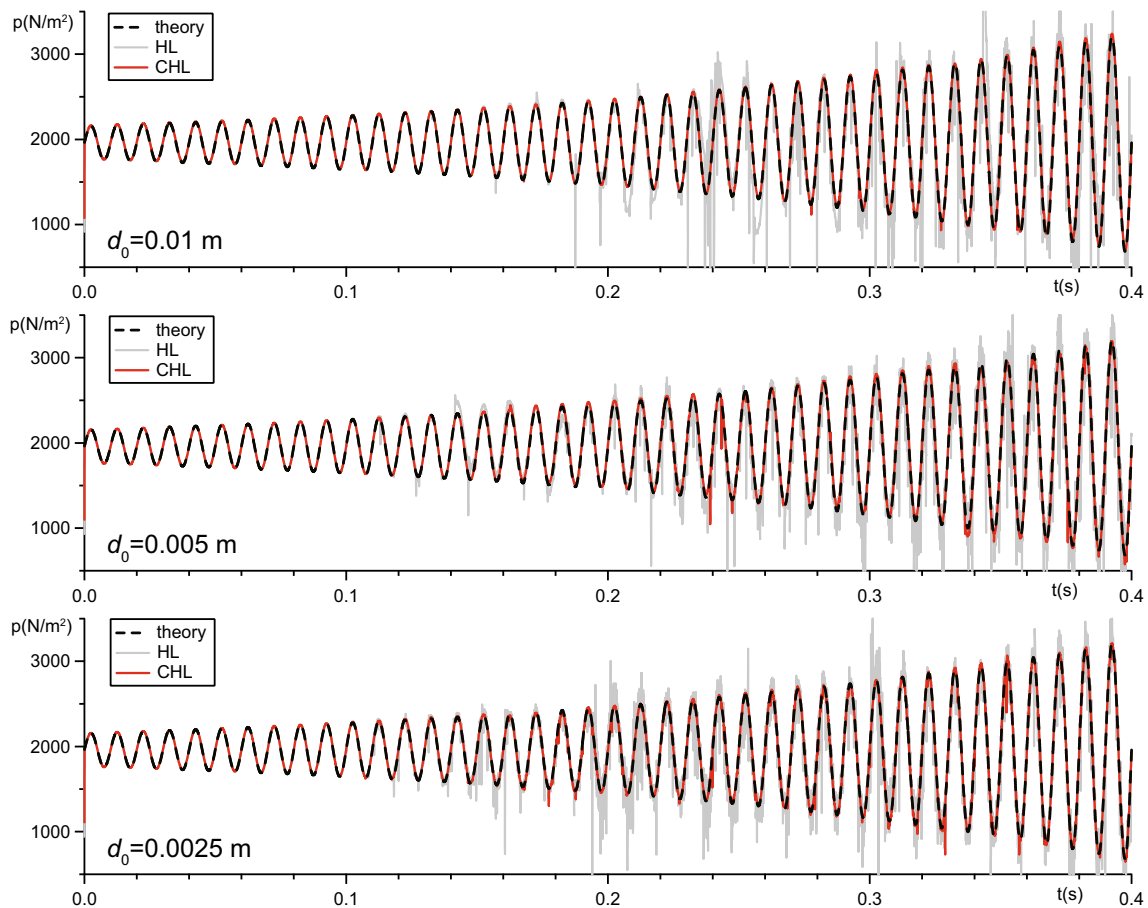 p(N/m²)
theory
HL
CHL
3000
2000
1000
d₀=0.01 m
0.0 0.1 0.2 0.3 t(s) 0.4
p(N/m²)
theory
HL
CHL
3000
2000
1000
d₀=0.005 m
0.0 0.1 0.2 0.3 t(s) 0.4
p(N/m²)
theory
HL
CHL
3000
2000
1000
d₀=0.0025 m
0.0 0.1 0.2 0.3 t(s) 0.4